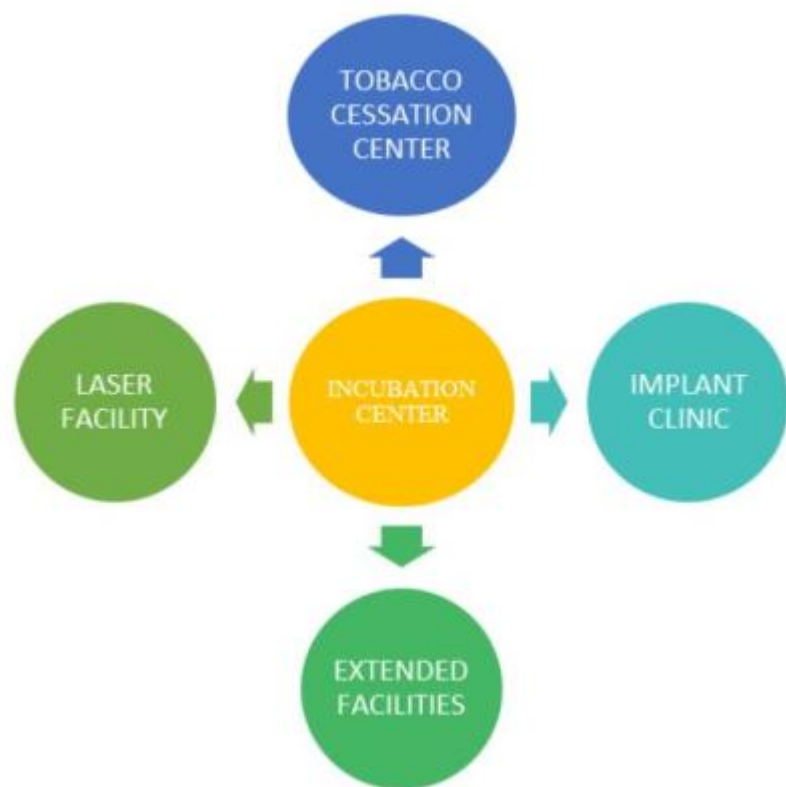 TOBACCO
CESSATION
CENTER
LASER
FACILITY
INCUBATION
CENTER
IMPLANT
CLINIC
EXTENDED
FACILITIES